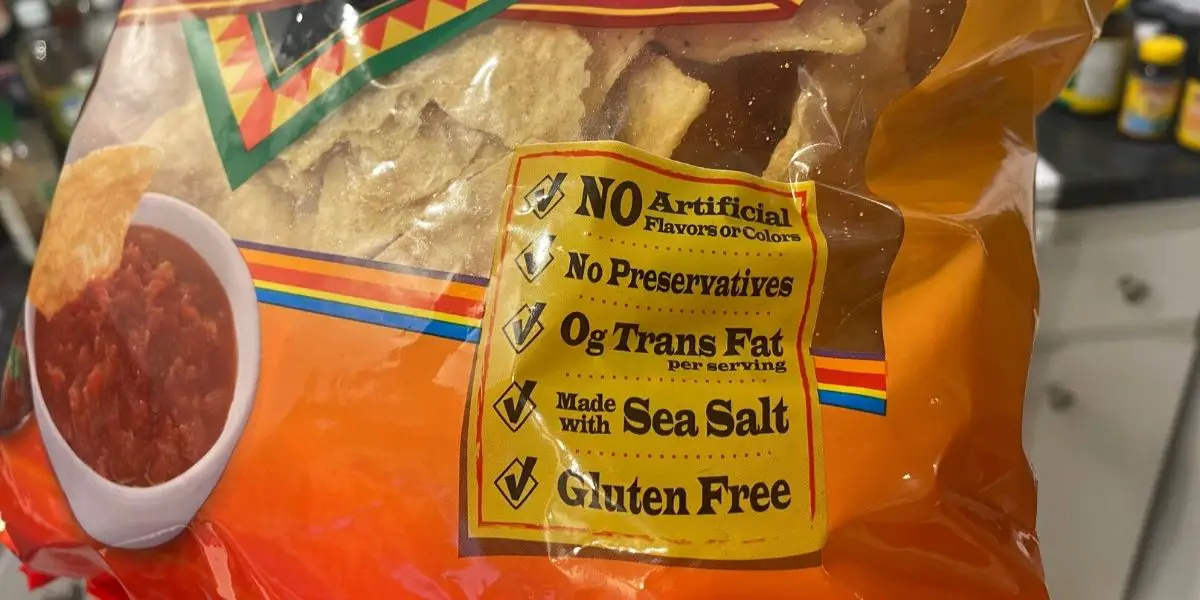 NO Artificial
Flavors or Colors
No Preservatives
0g Trans Fat
per serving
Made
with Sea Salt
Gluten Free